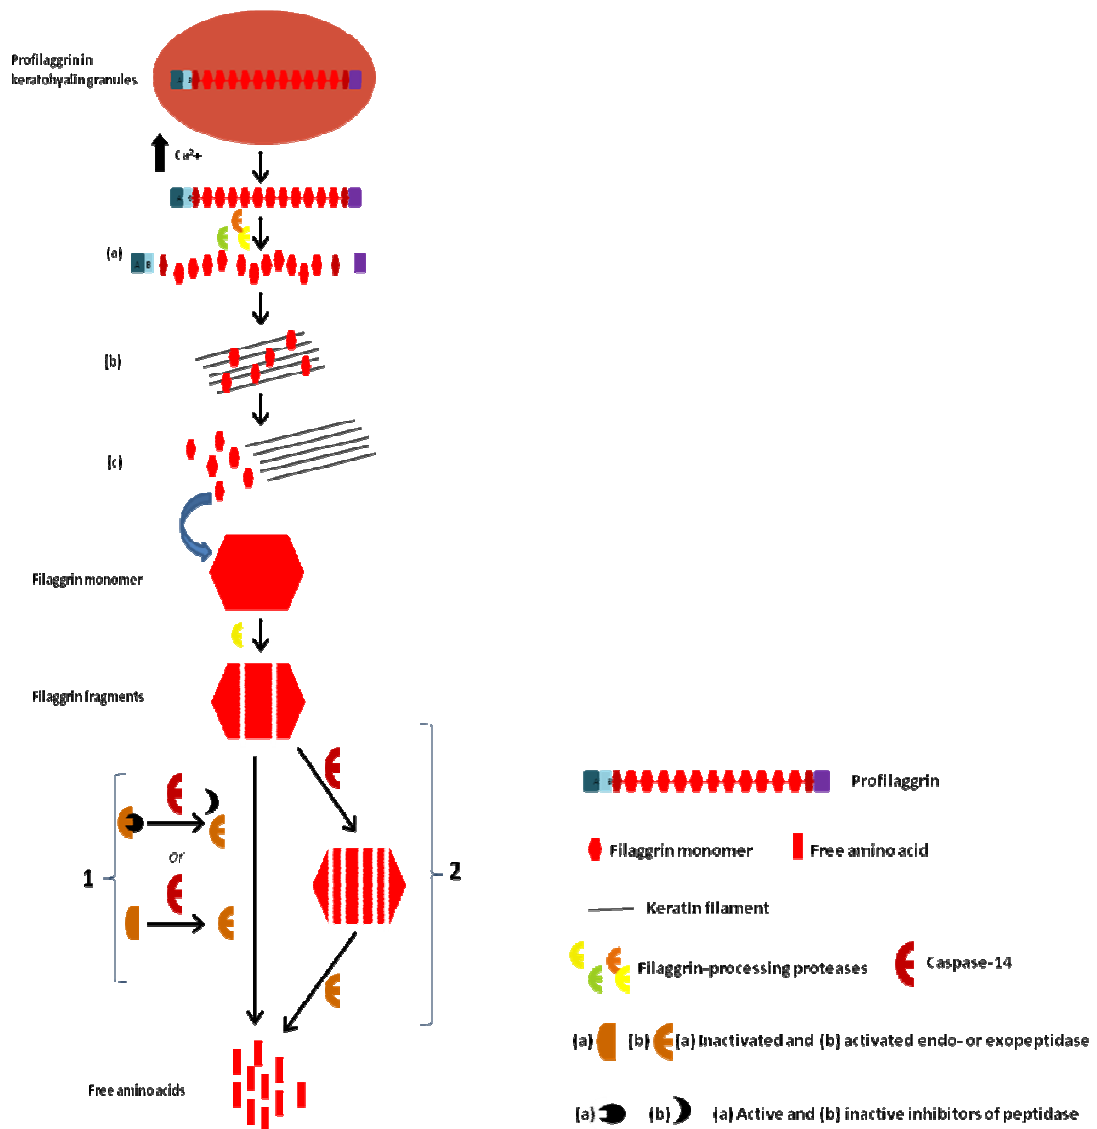 Profilaggrin in
keratohyalin granules
A B
Ca2+
A B
(a)
A B
(b)
(c)
Filaggrin monomer
Filaggrin fragments
1
or
2
Free amino acids
A B Profilaggrin
Filaggrin monomer Free amino acid
Keratin filament
Filaggrin-processing proteases Caspase-14
(a) (b) (a) Inactivated and (b) activated endo- or exopeptidase
(a) (b) (a) Active and (b) inactive inhibitors of peptidase